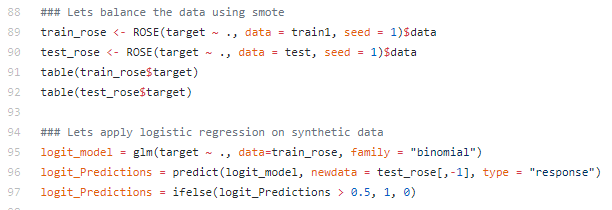 88 ### Lets balance the data using smote
89 train_rose <- ROSE(target ~ ., data = train1, seed = 1)$data
90 test_rose <- ROSE(target ~ ., data = test, seed = 1)$data
91 table(train_rose$target)
92 table(test_rose$target)
93
94 ### Lets apply logistic regression on synthetic data
95 logit_model = glm(target ~ ., data=train_rose, family = "binomial")
96 logit_Predictions = predict(logit_model, newdata = test_rose[,-1], type = "response")
97 logit_Predictions = ifelse(logit_Predictions > 0.5, 1, 0)